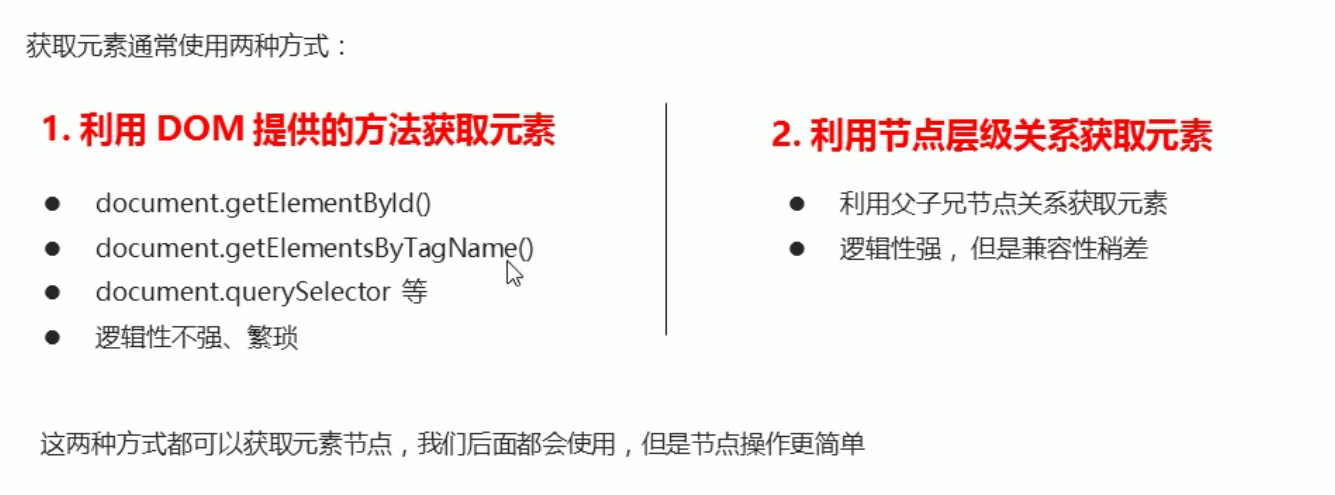 获取元素通常使用两种方式：
1. 利用 DOM 提供的方法获取元素
● document.getElementById()
● document.getElementsByTagName()
● document.querySelector 等
● 逻辑性不强、繁琐
2. 利用节点层级关系获取元素
● 利用父子兄节点关系获取元素
● 逻辑性强，但是兼容性稍差
这两种方式都可以获取元素节点，我们后面都会使用，但是节点操作更简单